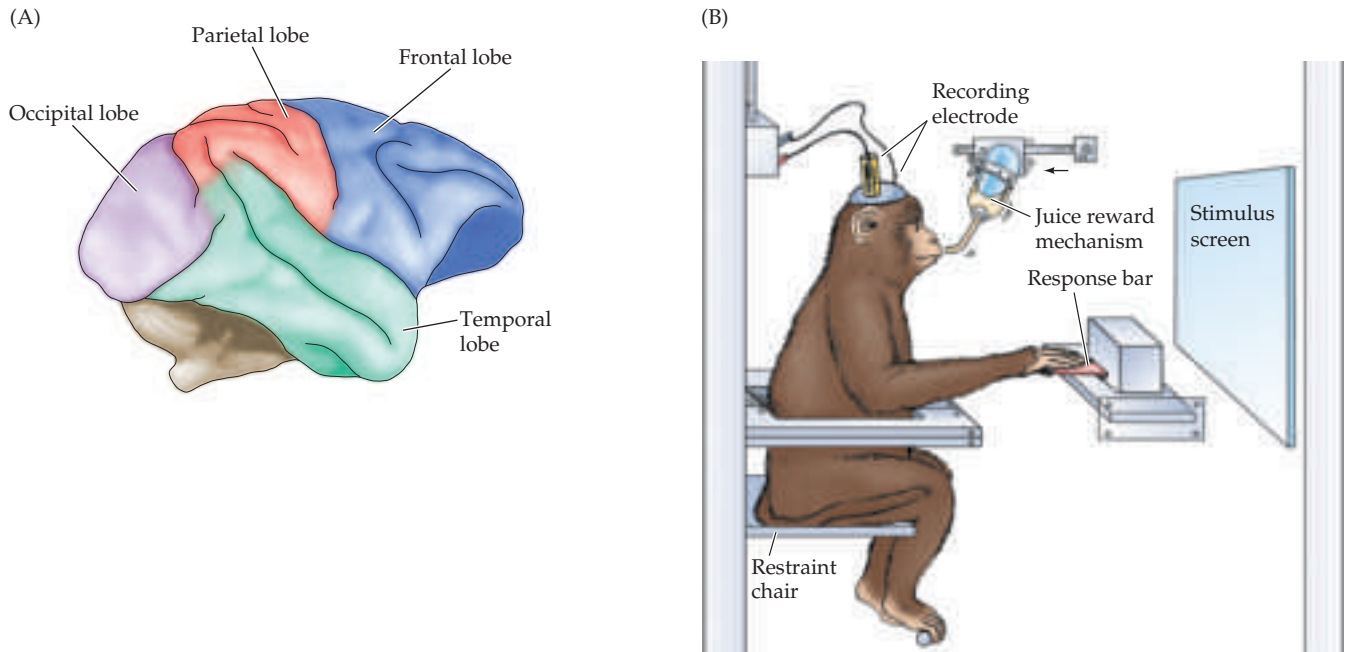 (A)
Parietal lobe
Frontal lobe
Occipital lobe
Temporal
lobe
(B)
Recording
electrode
Juice reward
mechanism
Stimulus
screen
Response bar
Restraint
chair